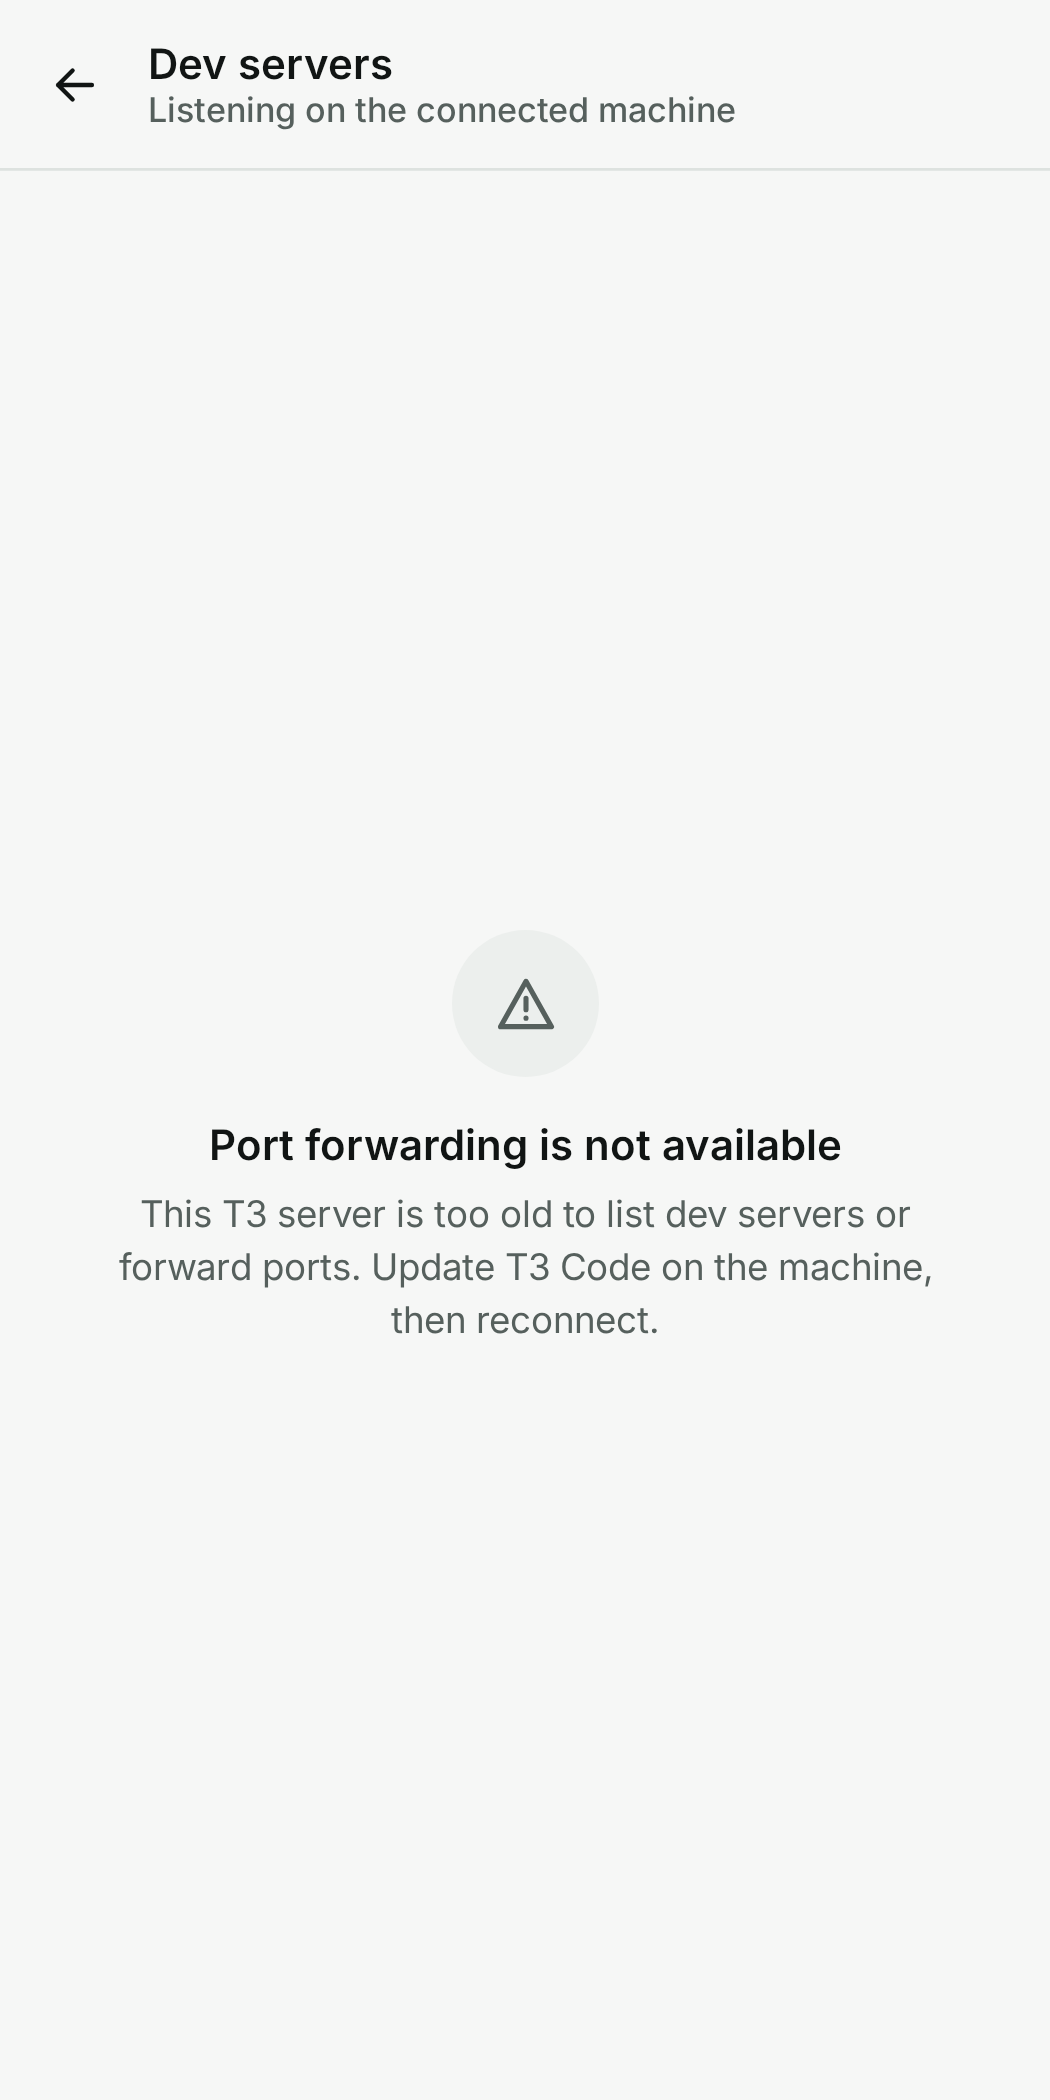 Dev servers
Listening on the connected machine
Port forwarding is not available
This T3 server is too old to list dev servers or
forward ports. Update T3 Code on the machine,
then reconnect.